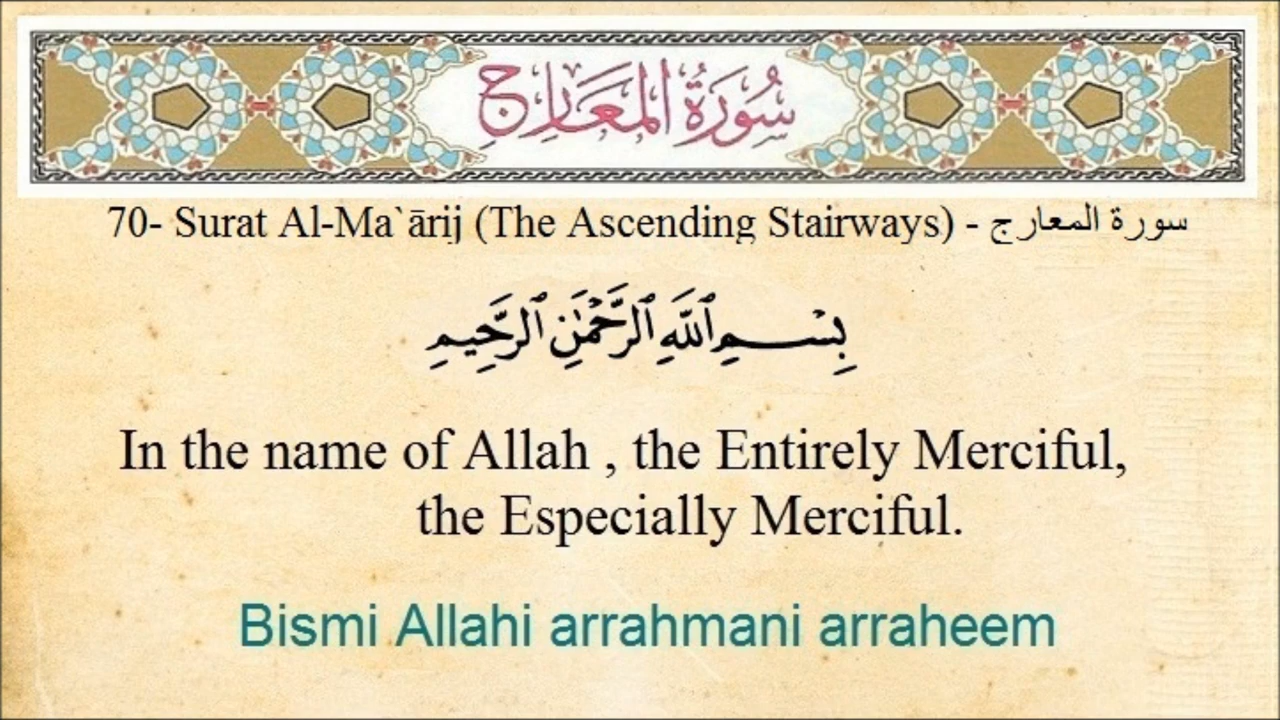 سُورَةُ المَعَارِج
70- Surat Al-Ma`ārij (The Ascending Stairways) - سورة المعارج
بِسْمِ ٱللَّهِ ٱلرَّحْمَٰنِ ٱلرَّحِيمِ
In the name of Allah , the Entirely Merciful,
the Especially Merciful.
Bismi Allahi arrahmani arraheem